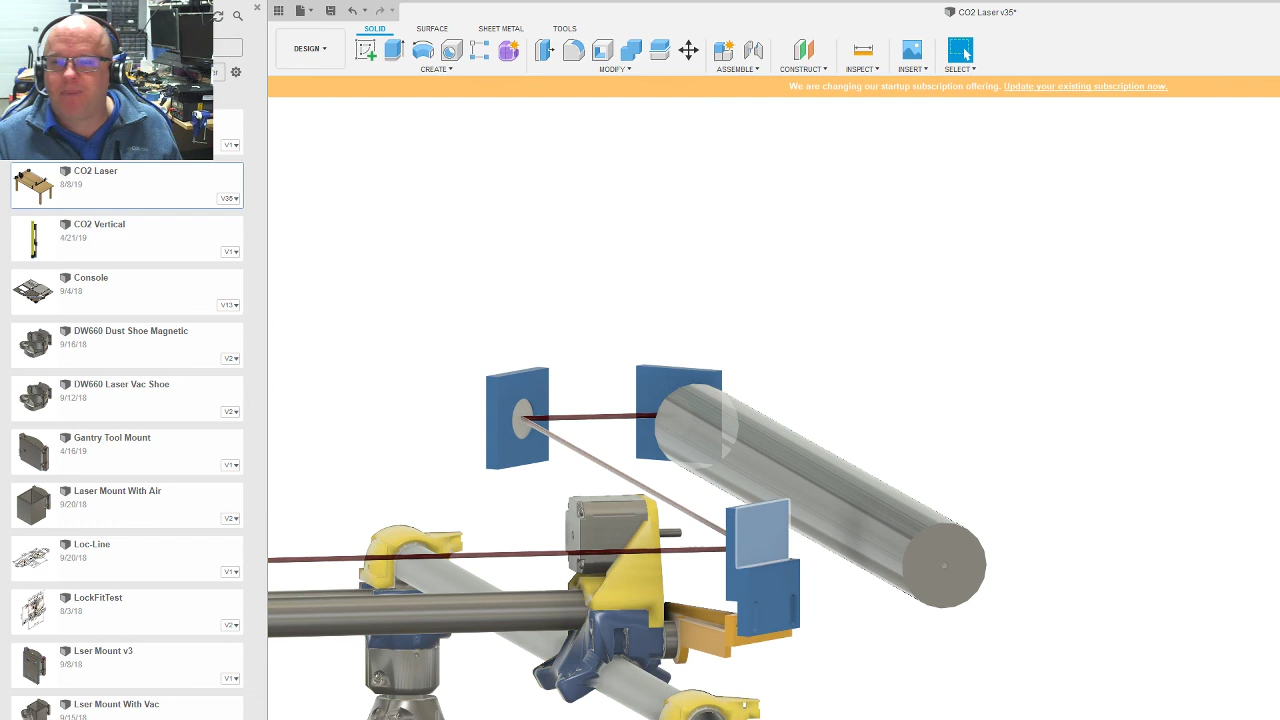 CO2 Laser v35*
SOLID SURFACE SHEET METAL TOOLS
DESIGN
CREATE MODIFY ASSEMBLE CONSTRUCT INSPECT INSERT SELECT
We are changing our startup subscription offering. Update your existing subscription now.
V1
CO2 Laser
8/8/19
V35
CO2 Vertical
4/21/19
V1
Console
9/4/18
V13
DW660 Dust Shoe Magnetic
9/16/18
V2
DW660 Laser Vac Shoe
9/12/18
V2
Gantry Tool Mount
4/16/19
V1
Laser Mount With Air
9/20/18
V2
Loc-Line
9/20/18
V1
LockFitTest
8/3/18
V2
Lser Mount v3
9/8/18
V1
Lser Mount With Vac
9/15/18